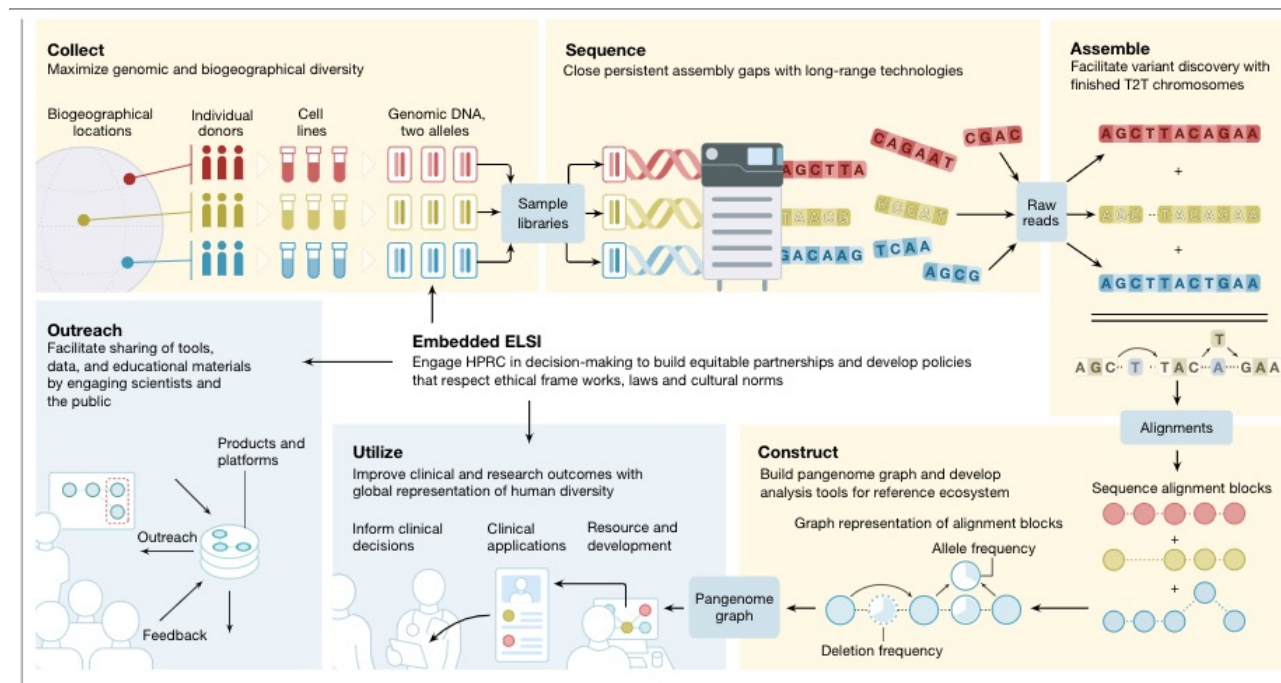 Collect
Maximize genomic and biogeographical diversity
Biogeographical
locations
Individual
donors
Cell
lines
Genomic DNA,
two alleles
Sample
libraries
Sequence
Close persistent assembly gaps with long-range technologies
AGCTTA
TAACG
GACAAG
CAGAAT
CGAC
TCAA
AGCG
Raw
reads
Assemble
Facilitate variant discovery with
finished T2T chromosomes
AGCTTACAGAA
+
AGC TACAGAA
+
AGCTTACTGAA
T
AGC T TAC A GAA
Alignments
Embedded ELSI
Engage HPRC in decision-making to build equitable partnerships and develop policies
that respect ethical frame works, laws and cultural norms
Outreach
Facilitate sharing of tools,
data, and educational materials
by engaging scientists and
the public
Products and
platforms
Outreach
Feedback
Utilize
Improve clinical and research outcomes with
global representation of human diversity
Inform clinical
decisions
Clinical
applications
Resource and
development
Pangenome
graph
Construct
Build pangenome graph and develop
analysis tools for reference ecosystem
Graph representation of alignment blocks
Allele frequency
Deletion frequency
Sequence alignment blocks
+
+